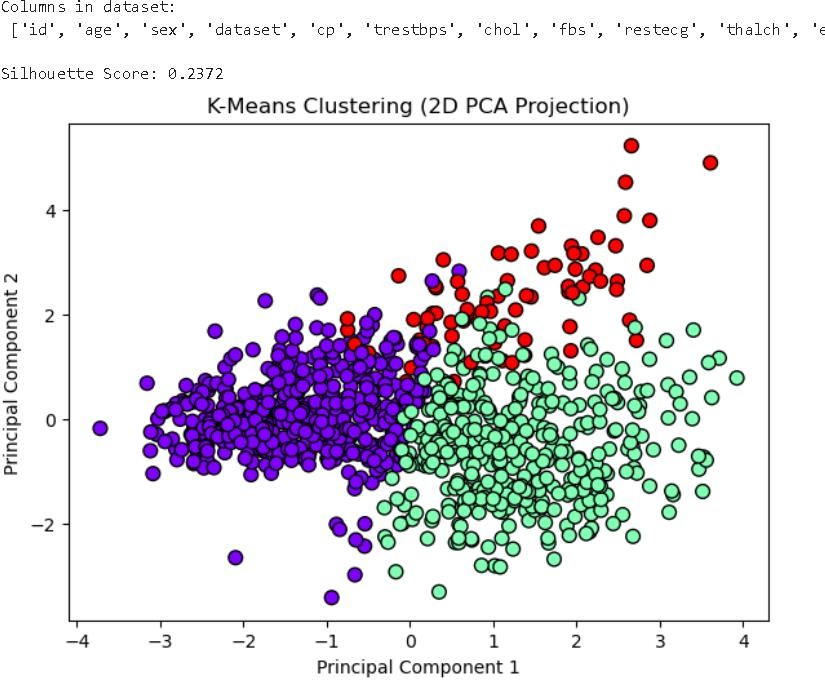 Columns in dataset:
['id', 'age', 'sex', 'dataset', 'cp', 'trestbps', 'chol', 'fbs', 'restecg', 'thalch', 'e
Silhouette Score: 0.2372
K-Means Clustering (2D PCA Projection)
4
2
0
−2
Principal Component 2
−4 −3 −2 −1 0 1 2 3 4
Principal Component 1